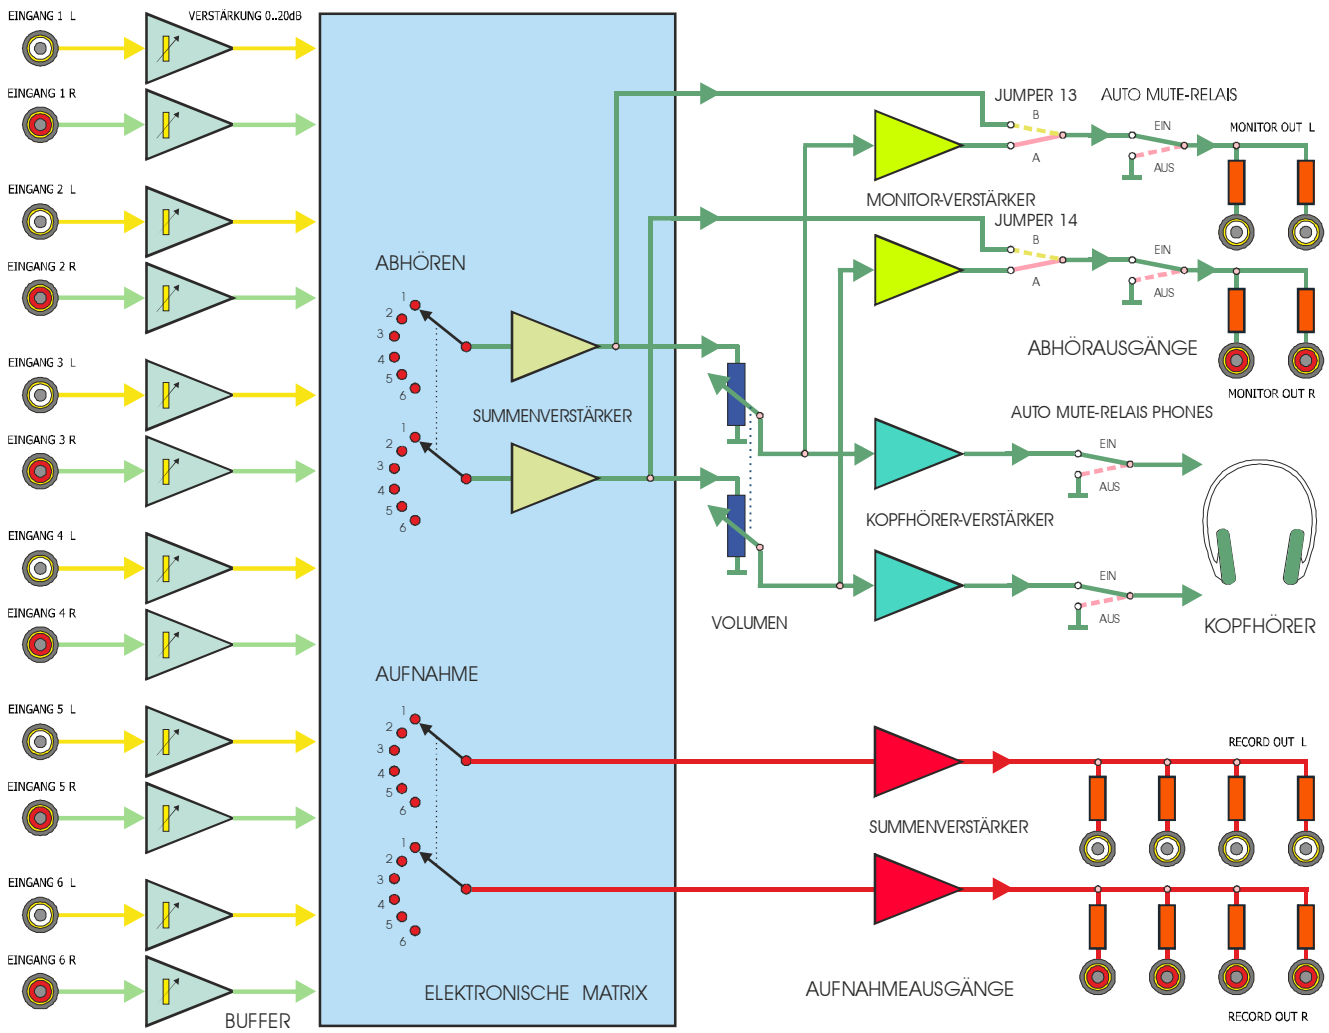 EINGANG 1 L
VERSTÄRKUNG 0..20dB
EINGANG 1 R
EINGANG 2 L
EINGANG 2 R
EINGANG 3 L
EINGANG 3 R
EINGANG 4 L
EINGANG 4 R
EINGANG 5 L
EINGANG 5 R
EINGANG 6 L
EINGANG 6 R
BUFFER
ABHÖREN
1
2
3
4
5
6
SUMMENVERSTÄRKER
1
2
3
4
5
6
AUFNAHME
1
2
3
4
5
6
1
2
3
4
5
6
ELEKTRONISCHE MATRIX
VOLUMEN
JUMPER 13
B
A
AUTO MUTE-RELAIS
EIN
AUS
MONITOR OUT L
MONITOR-VERSTÄRKER
JUMPER 14
B
A
EIN
AUS
ABHÖRAUSGÄNGE
MONITOR OUT R
AUTO MUTE-RELAIS PHONES
EIN
AUS
KOPFHÖRER-VERSTÄRKER
EIN
AUS
KOPFHÖRER
RECORD OUT L
SUMMENVERSTÄRKER
AUFNAHMEAUSGÄNGE
RECORD OUT R